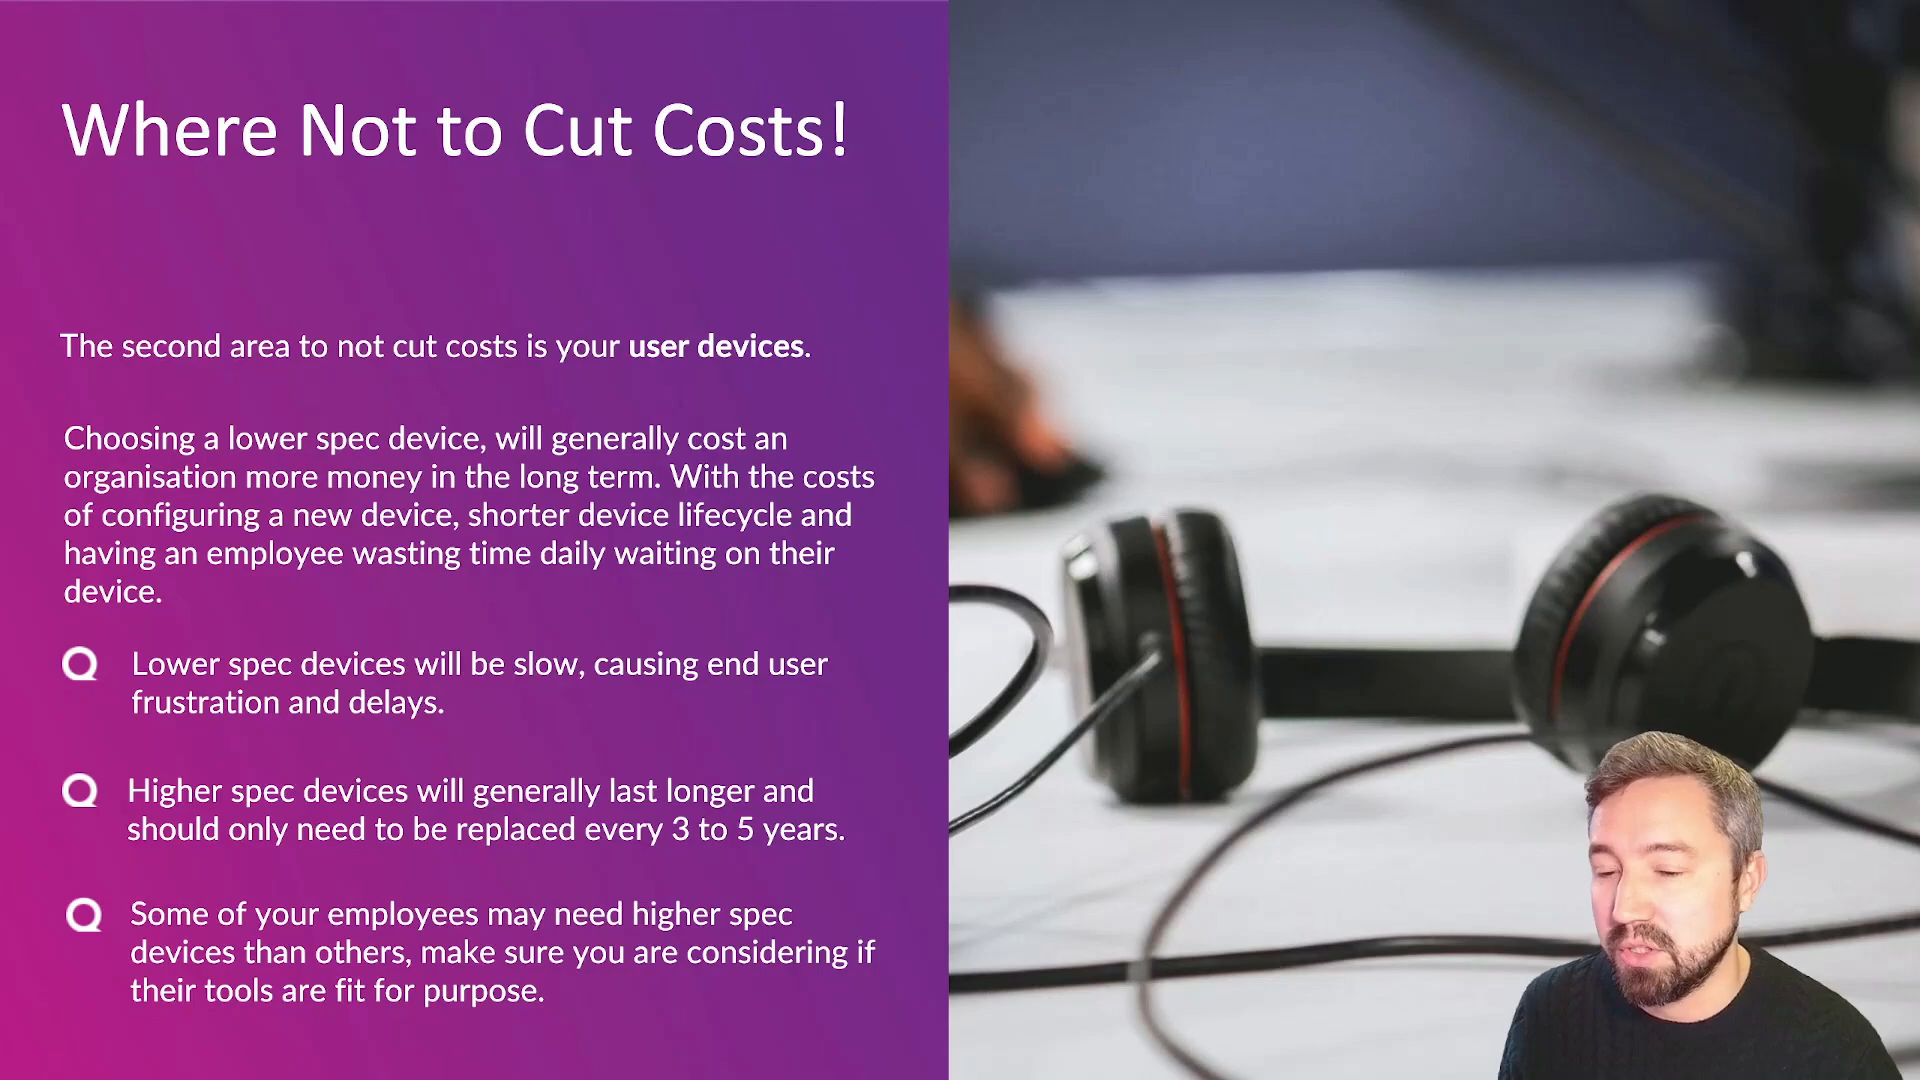 Where Not to Cut Costs!
The second area to not cut costs is your user devices.
Choosing a lower spec device, will generally cost an
organisation more money in the long term. With the costs
of configuring a new device, shorter device lifecycle and
having an employee wasting time daily waiting on their
device.
Lower spec devices will be slow, causing end user
frustration and delays.
Higher spec devices will generally last longer and
should only need to be replaced every 3 to 5 years.
Some of your employees may need higher spec
devices than others, make sure you are considering if
their tools are fit for purpose.